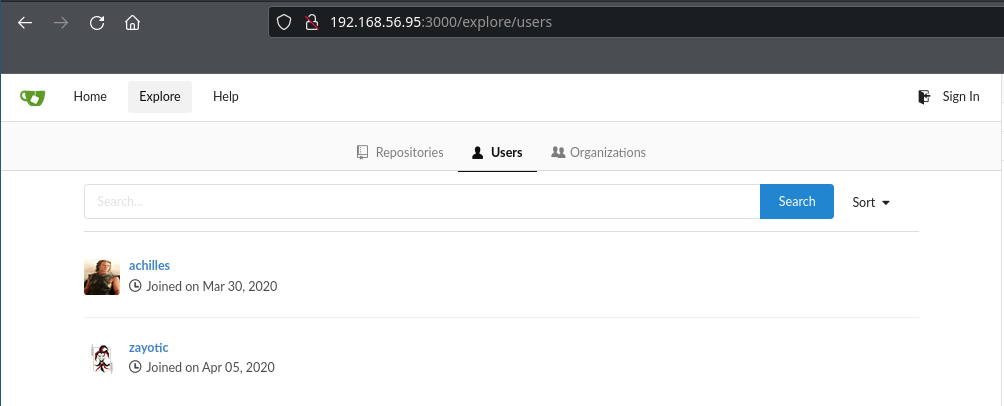 192.168.56.95:3000/explore/users
Home Explore Help Sign In
Repositories Users Organizations
Search... Search Sort
achilles
Joined on Mar 30, 2020
zayotic
Joined on Apr 05, 2020